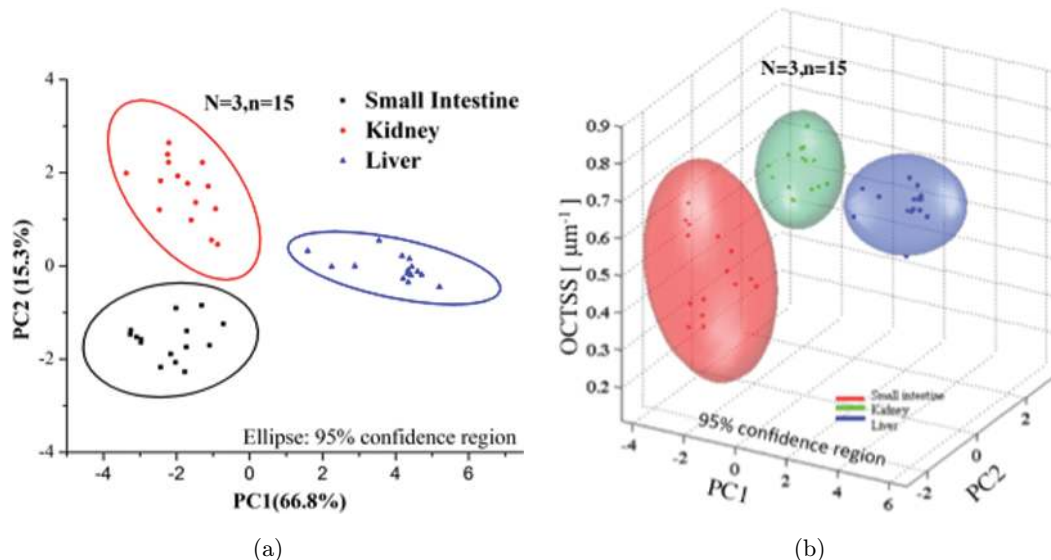 4
2
0
-2
-4
PC2 (15.3%)
N=3,n=15
Small Intestine
Kidney
Liver
Ellipse: 95% confidence region
-4
-2
0
2
4
6
PC1(66.8%)
(a)
N=3,n=15
0.9
0.8
0.7
0.6
0.5
0.4
0.3
0.2
OCTSS [ μm⁻¹ ]
Small intestine
Kidney
Liver
95% confidence region
-4
-2
0
2
4
6
PC1
-2
0
2
PC2
(b)